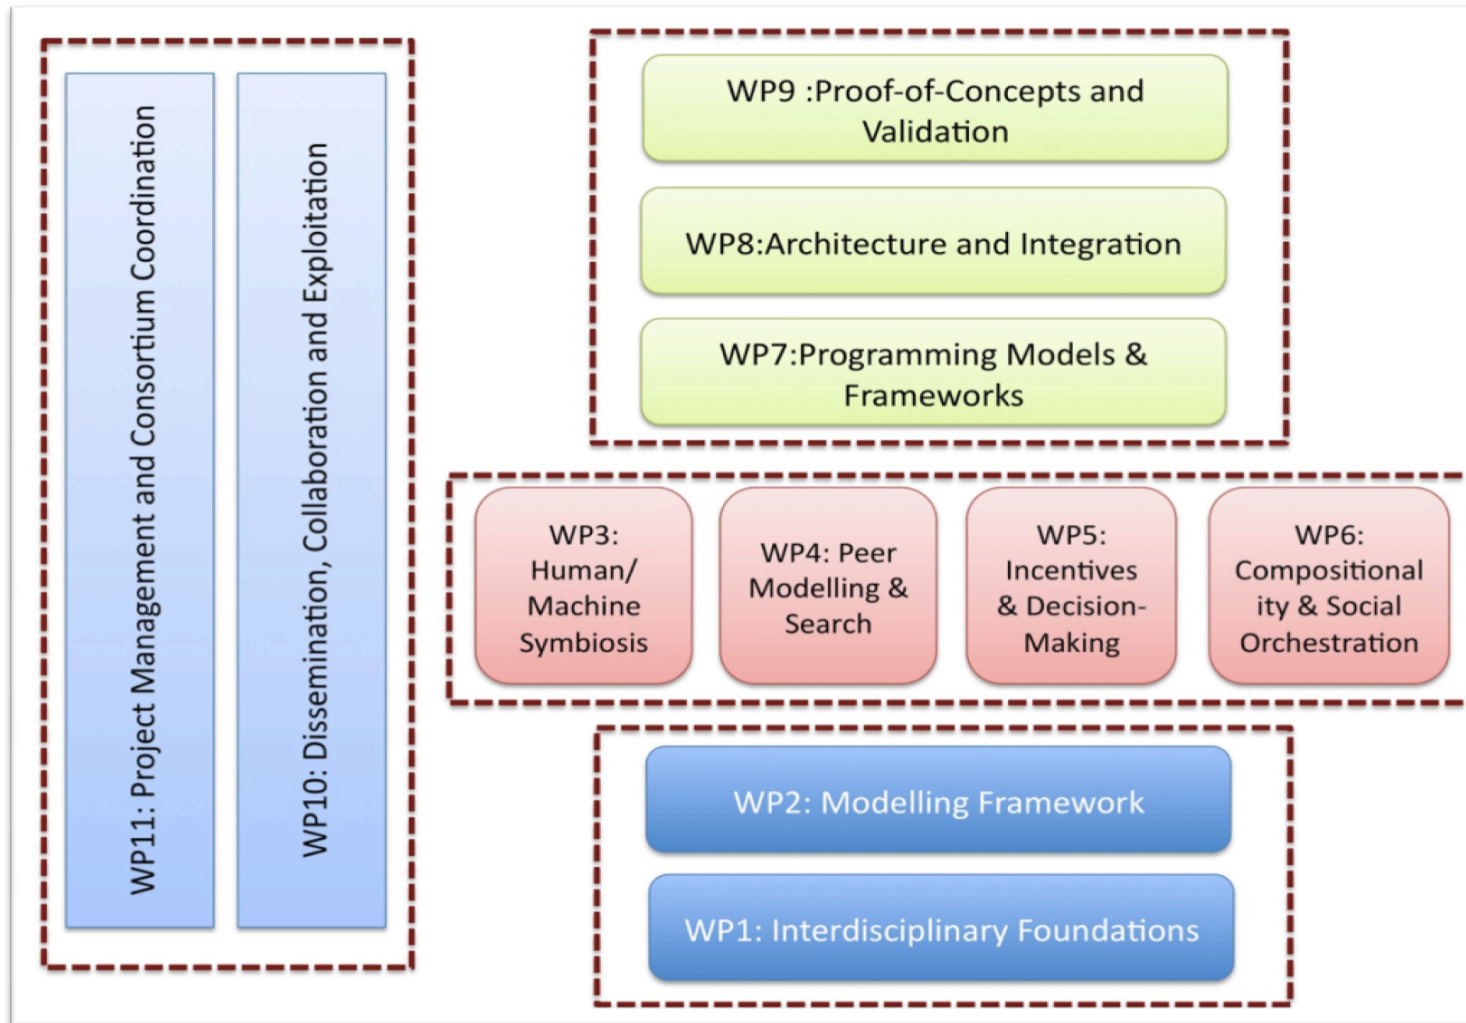 WP11: Project Management and Consortium Coordination
WP10: Dissemination, Collaboration and Exploitation
WP9 :Proof-of-Concepts and
Validation
WP8:Architecture and Integration
WP7:Programming Models &
Frameworks
WP3:
Human/
Machine
Symbiosis
WP4: Peer
Modelling &
Search
WP5:
Incentives
& Decision-
Making
WP6:
Compositional
ity & Social
Orchestration
WP2: Modelling Framework
WP1: Interdisciplinary Foundations